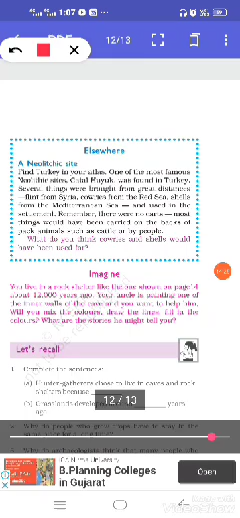 1:07
12/13
Elsewhere
A Neolithic site
Find Turkey in your atlas. One of the most famous
Neolithic sites, Catal Huyuk, was found in Turkey.
Several things were brought from great distances
— flint from Syria, cowries from the Red Sea, shells
from the Mediterranean Sea — and used in the
settlement. Remember, there were no carts — most
things would have been carried on the backs of
pack animals such as cattle or by people.
What do you think cowries and shells would
have been used for?
Imagine
You live in a rock shelter like the one shown on page
about 12,000 years ago. Your uncle is painting one of
the inner walls of the cave and you want to help him.
Will you mix the colours, draw the lines, fill in the
colours? What are the stories he might tell you?
Let's recall
1. Complete the sentences:
(a) Hunter-gatherers chose to live in caves and rock
shelters because
(b) Grasslands developed years
ago.
12 / 13
2. Why do people who grow crops have to stay in the
B.Planning Colleges
in Gujarat
Open